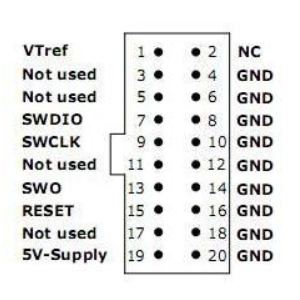 VTref 1 2 NC
Not used 3 4 GND
Not used 5 6 GND
SWDIO 7 8 GND
SWCLK 9 10 GND
Not used 11 12 GND
SWO 13 14 GND
RESET 15 16 GND
Not used 17 18 GND
5V-Supply 19 20 GND